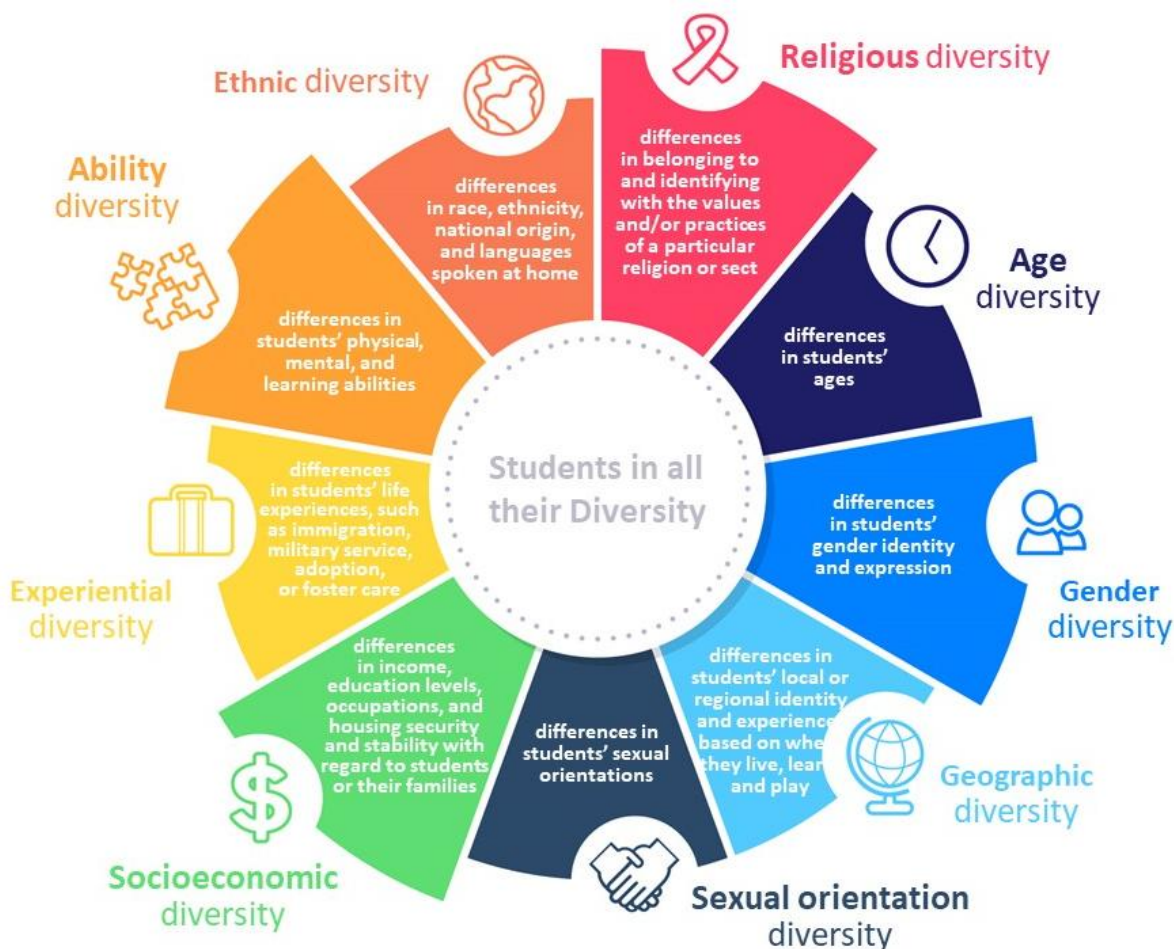 Religious diversity
differences
in belonging to
and identifying
with the values
and/or practices
of a particular
religion or sect
Age
diversity
differences
in students'
ages
Gender
diversity
differences
in students'
gender identity
and expression
Geographic
diversity
differences in
students' local or
regional identity
and experience
based on whe
they live, lear
and play
Sexual orientation
diversity
differences in
students' sexual
orientations
Socioeconomic
diversity
differences
in income,
education levels,
occupations, and
housing security
and stability with
regard to students
or their families
Experiential
diversity
differences
in students' life
experiences, such
as immigration,
military service,
adoption,
or foster care
Ability
diversity
differences in
students' physical,
mental, and
learning abilities
Ethnic diversity
differences
in race, ethnicity,
national origin,
and languages
spoken at home
Students in all
their Diversity